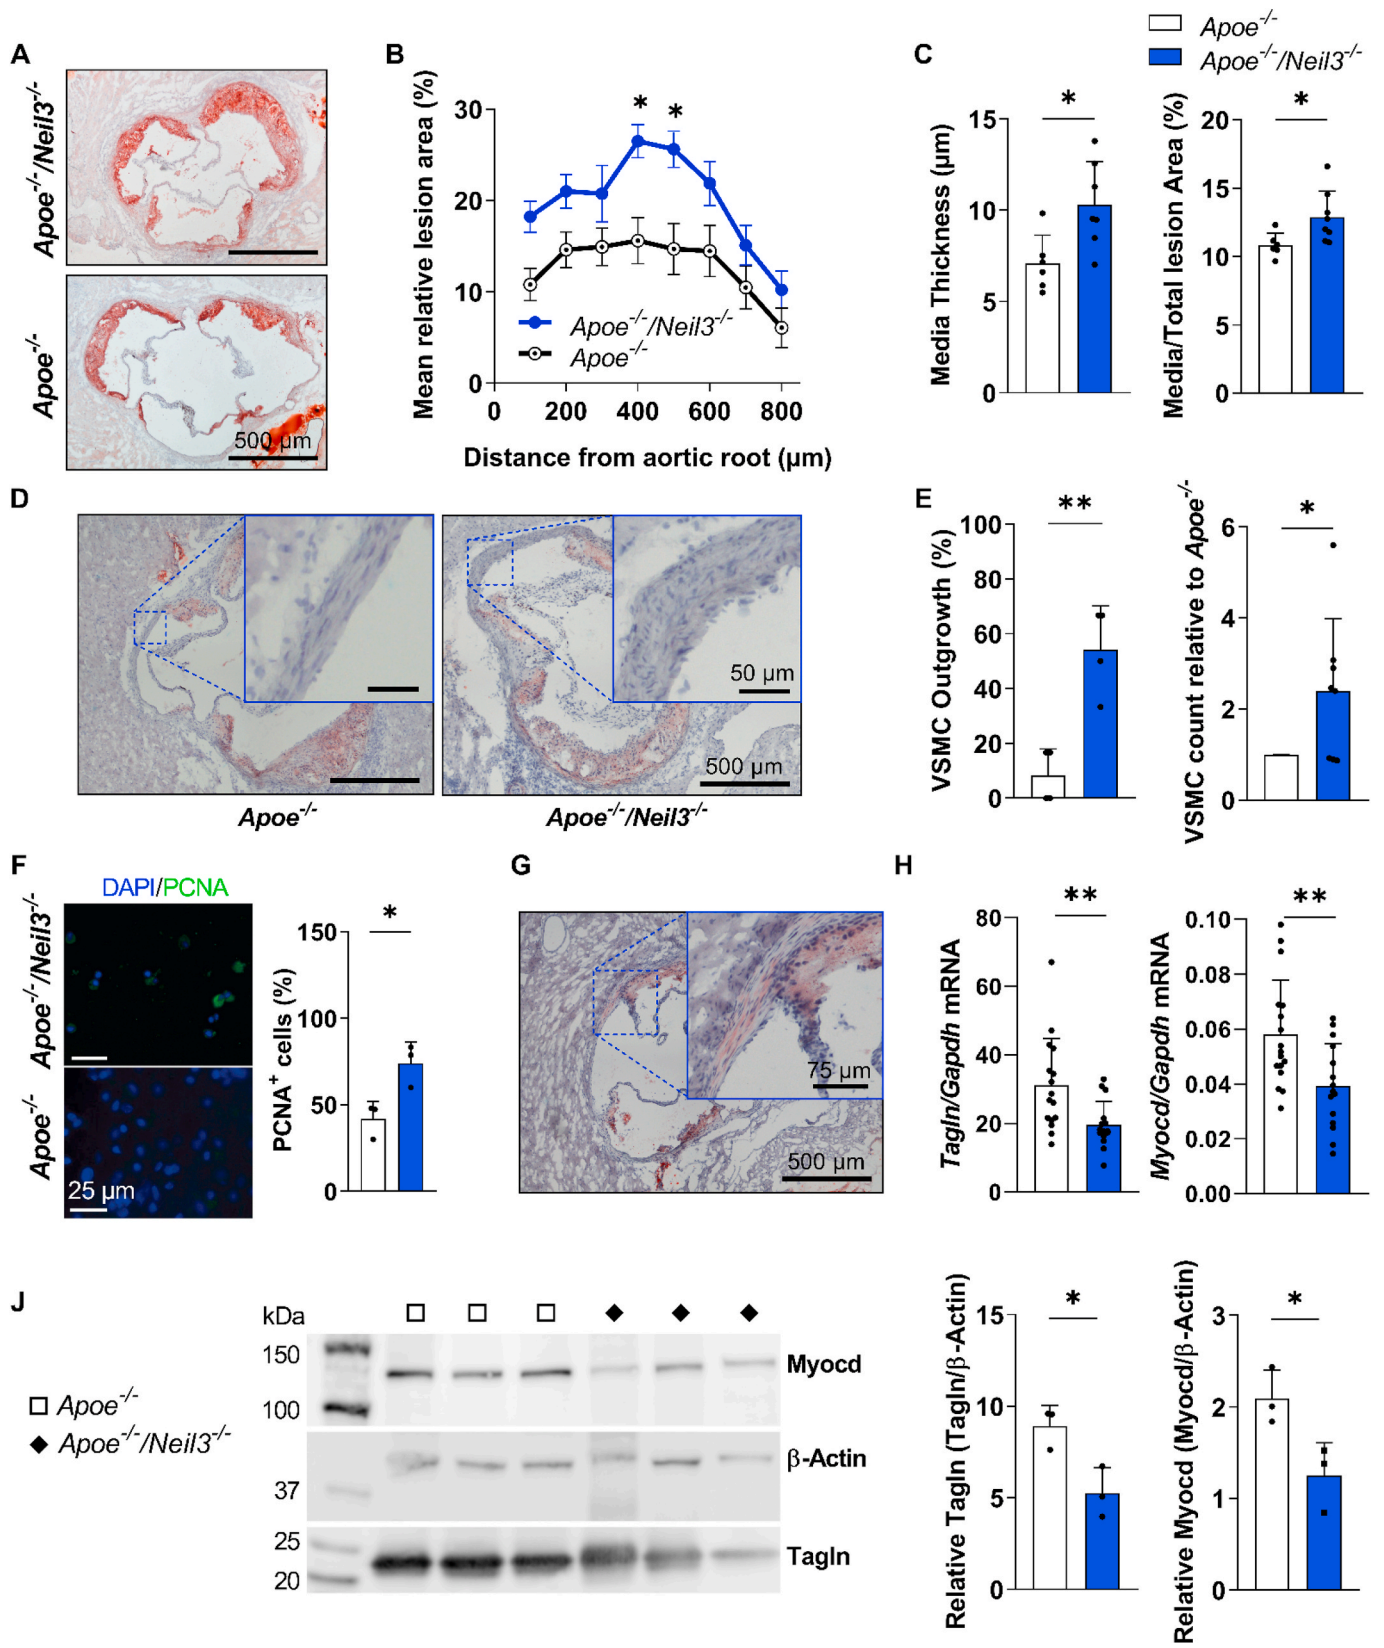 Apoe-/-
Apoe-/-/Neil3-/-
A
Apoe-/-/Neil3-/-
Apoe-/-
500 µm
B
Mean relative lesion area (%)
30
20
10
0
* *
Apoe-/-/Neil3-/-
Apoe-/-
0 200 400 600 800
Distance from aortic root (µm)
C
Media Thickness (µm)
15
10
5
0
*
Media/Total lesion Area (%)
20
15
10
5
0
*
D
50 µm
500 µm
Apoe-/-
Apoe-/-/Neil3-/-
E
VSMC Outgrowth (%)
100
80
60
40
20
0
**
VSMC count relative to Apoe-/-
6
4
2
0
*
F
DAPI/PCNA
Apoe-/-/Neil3-/-
Apoe-/-
25 µm
PCNA+ cells (%)
150
100
50
0
*
G
75 µm
500 µm
H
Tagln/Gapdh mRNA
80
60
40
20
0
**
Myocd/Gapdh mRNA
0.10
0.08
0.06
0.04
0.02
0.00
**
J
Apoe-/-
Apoe-/-/Neil3-/-
kDa
150
100
37
25
20
Myocd
β-Actin
Tagln
Relative Tagln (Tagln/β-Actin)
15
10
5
0
*
Relative Myocd (Myocd/β-Actin)
3
2
1
0
*